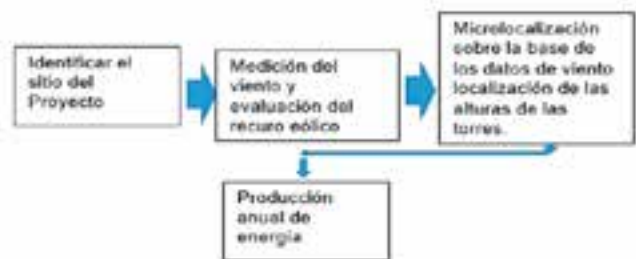 Identificar el
sitio del
Proyecto
Medición del
viento y
evaluación del
recuro eólico
Microlocalización
sobre la base de
los datos de viento
localización de las
alturas de las
torres.
Producción
anual de
energía